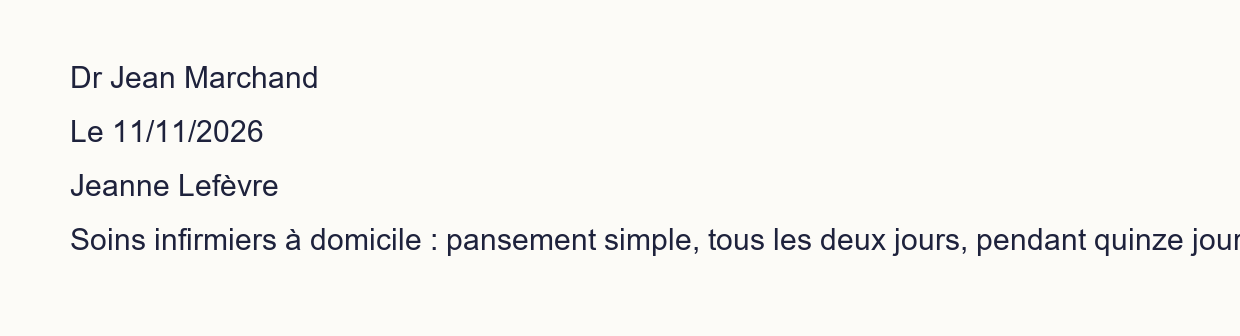 Dr Jean Marchand
Le 11/11/2026
Jeanne Lefèvre
Soins infirmiers à domicile : pansement simple, tous les deux jours, pendant quinze